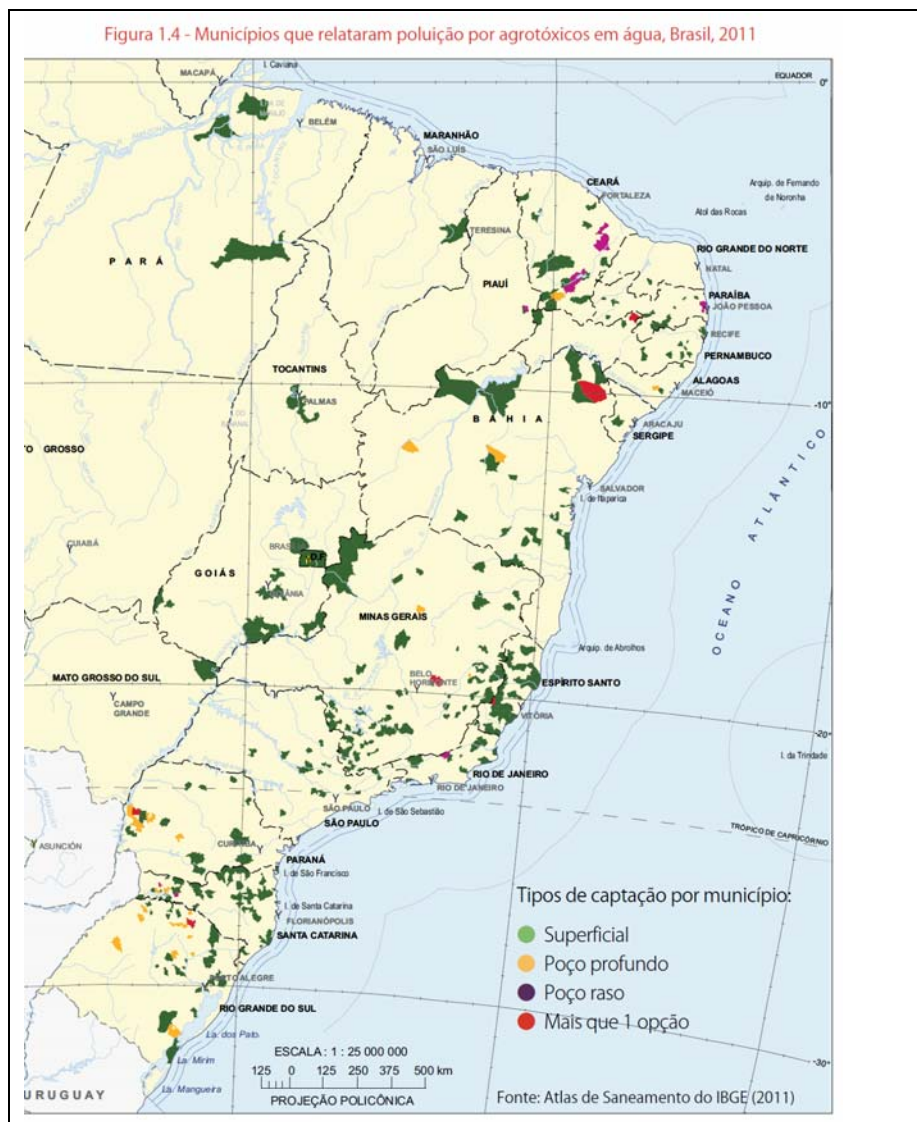 Figura 1.4 - Municípios que relataram poluição por agrotóxicos em água, Brasil, 2011
I. Caviana
MACAPÁ
EQUADOR
0°
BELÉM
MARANHÃO
SÃO LUÍS
CEARÁ
FORTALEZA
Arquip. de Fernando
de Noronha
Atol das Rocas
TERESINA
RIO GRANDE DO NORTE
NATAL
PARÁ
PIAUÍ
PARAÍBA
JOÃO PESSOA
RECIFE
PERNAMBUCO
TOCANTINS
ALAGOAS
MACEIÓ
PALMAS
-10°
BAHIA
ARACAJU
SERGIPE
TO GROSSO
SALVADOR
I. de Itaparica
OCEANO ATLÂNTICO
CUIABÁ
D.F.
GOIÁS
MINAS GERAIS
Arquip. de Abrolhos
MATO GROSSO DO SUL
BELO
HORIZONTE
ESPÍRITO SANTO
CAMPO
GRANDE
VITÓRIA
-20°
I. da Trindade
RIO DE JANEIRO
RIO DE JANEIRO
SÃO PAULO
I. de São Sebastião
SÃO PAULO
TRÓPICO DE CAPRICÓRNIO
ASUNCIÓN
CURITIBA
PARANÁ
I. de São Francisco
I. de Santa Catarina
FLORIANÓPOLIS
SANTA CATARINA
Tipos de captação por município:
Superficial
Poço profundo
Poço raso
Mais que 1 opção
PORTO ALEGRE
RIO GRANDE DO SUL
La. dos Pato.
La. Mirim
La. Mangueira
URUGUAY
ESCALA : 1 : 25 000 000
125 0 125 250 500 km
PROJEÇÃO POLICÔNICA
-30°
Fonte: Atlas de Saneamento do IBGE (2011)